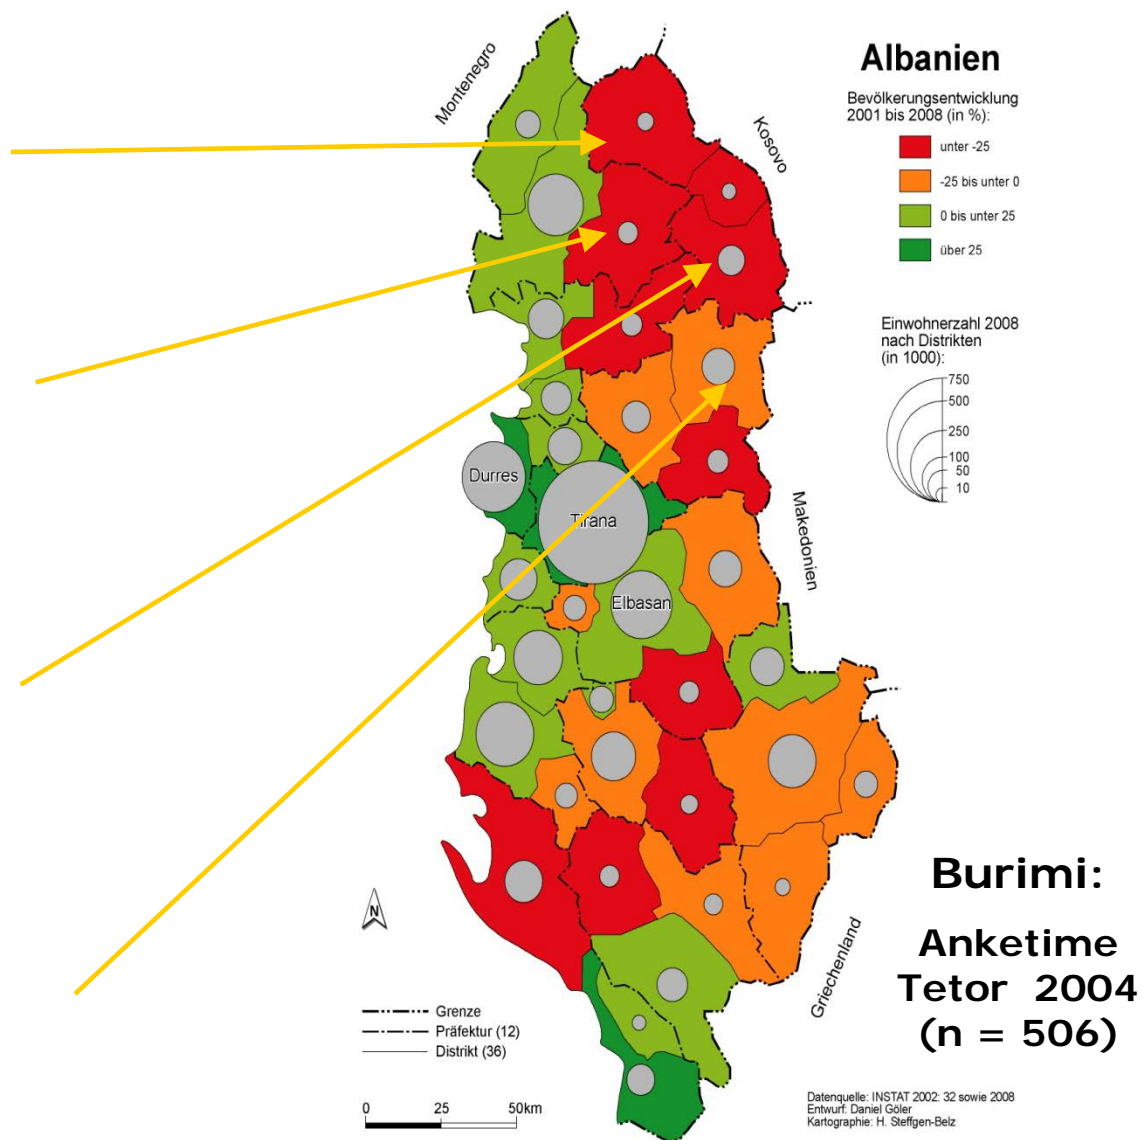 Albanien
Bevölkerungsentwicklung
2001 bis 2008 (in %):
unter -25
-25 bis unter 0
0 bis unter 25
über 25
Einwohnerzahl 2008
nach Distrikten
(in 1000):
750
500
250
100
50
10
Montenegro
Kosovo
Makedonien
Griechenland
Durres
Tirana
Elbasan
Burimi:
Anketime
Tetor 2004
(n = 506)
N
Grenze
Präfektur (12)
Distrikt (36)
0 25 50km
Datenquelle: INSTAT 2002: 32 sowie 2008
Entwurf: Daniel Göler
Kartographie: H. Steffgen-Belz